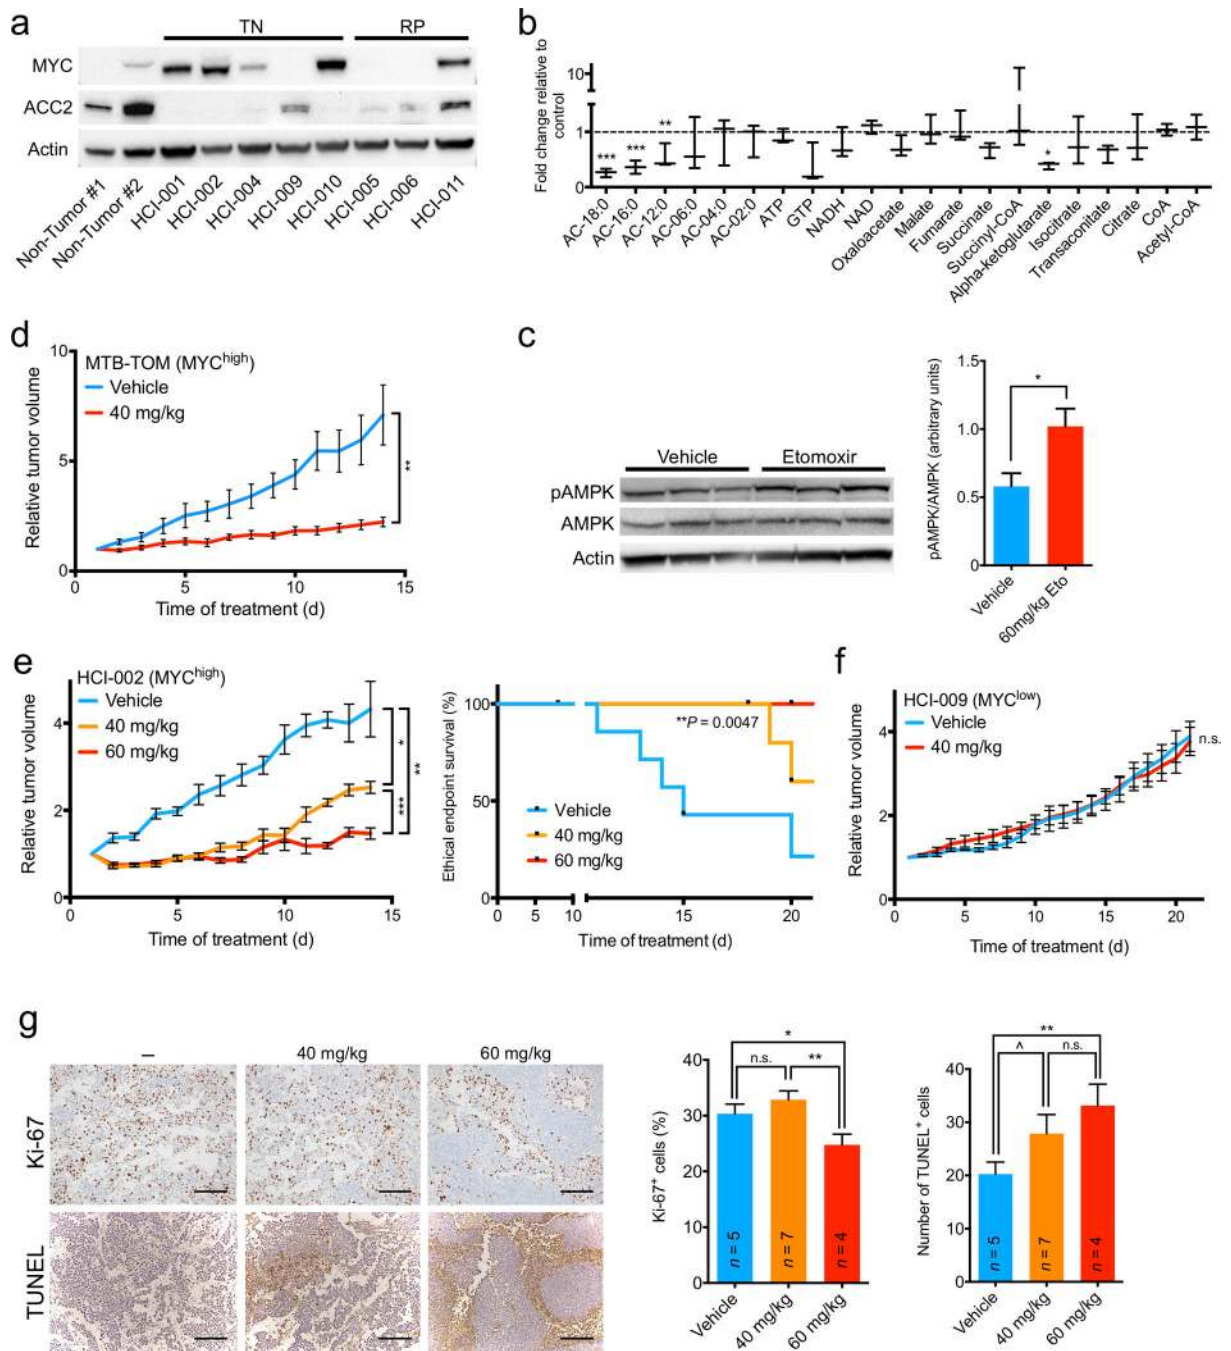 a
TN
RP
MYC
ACC2
Actin
Non-Tumor #1
Non-Tumor #2
HCI-001
HCI-002
HCI-004
HCI-009
HCI-010
HCI-005
HCI-006
HCI-011
b
Fold change relative to
control
10
1
0
***
***
**
*
AC-18:0
AC-16:0
AC-12:0
AC-06:0
AC-04:0
AC-02:0
ATP
GTP
NADH
NAD
Oxaloacetate
Malate
Fumarate
Succinate
Succinyl-CoA
Alpha-ketoglutarate
Isocitrate
Transaconitate
Citrate
CoA
Acetyl-CoA
d
MTB-TOM (MYChigh)
Vehicle
40 mg/kg
Relative tumor volume
10
5
0
0 5 10 15
Time of treatment (d)
**
c
Vehicle Etomoxir
pAMPK
AMPK
Actin
pAMPK/AMPK (arbitrary units)
1.5
1.0
0.5
0.0
*
Vehicle
60mg/kg Eto
e
HCI-002 (MYChigh)
Vehicle
40 mg/kg
60 mg/kg
Relative tumor volume
4
2
0
0 5 10 15
Time of treatment (d)
*
**
***
Ethical endpoint survival (%)
100
50
0
**P = 0.0047
Vehicle
40 mg/kg
60 mg/kg
0 5 10 15 20
Time of treatment (d)
f
HCI-009 (MYClow)
Vehicle
40 mg/kg
n.s.
Relative tumor volume
4
2
0
0 5 10 15 20
Time of treatment (d)
g
– 40 mg/kg 60 mg/kg
Ki-67
TUNEL
Ki-67+ cells (%)
40
30
20
10
0
*
n.s. **
n = 5
n = 7
n = 4
Vehicle
40 mg/kg
60 mg/kg
Number of TUNEL+ cells
40
30
20
10
0
**
^ n.s.
n = 5
n = 7
n = 4
Vehicle
40 mg/kg
60 mg/kg